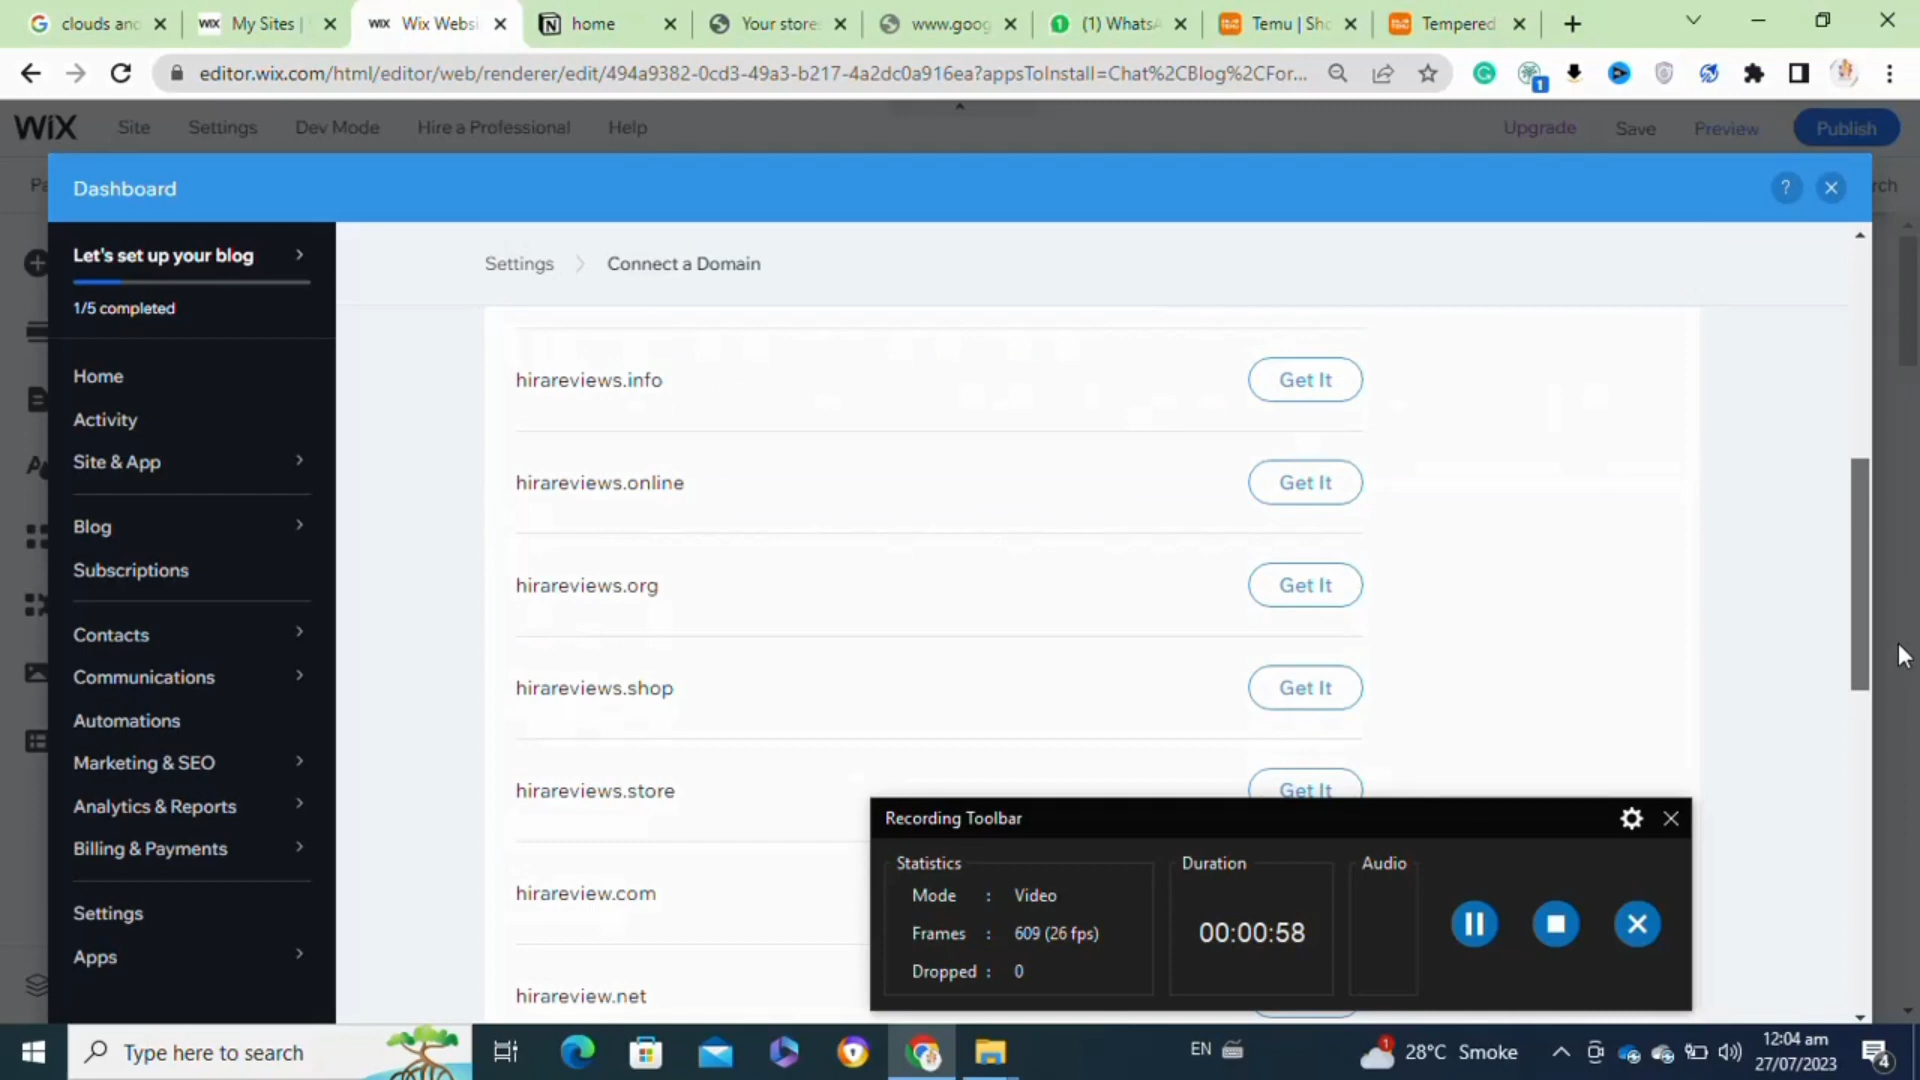 clouds and
My Sites |
Wix Websi
home
Your store
www.goog
(1) WhatsA
Temu | Sho
Tempered
editor.wix.com/html/editor/web/renderer/edit/494a9382-0cd3-49a3-b217-4a2dc0a916ea?appsToInstall=Chat%2CBlog%2CFor...
1
WiX
Site
Settings
Dev Mode
Hire a Professional
Help
Upgrade
Save
Preview
Publish
Dashboard
?
rch
Let's set up your blog
1/5 completed
Home
Activity
Site & App
Blog
Subscriptions
Contacts
Communications
Automations
Marketing & SEO
Analytics & Reports
Billing & Payments
Settings
Apps
Settings > Connect a Domain
hirareviews.info Get It
hirareviews.online Get It
hirareviews.org Get It
hirareviews.shop Get It
hirareviews.store Get It
hirareview.com
hirareview.net
Recording Toolbar
Statistics
Mode : Video
Frames : 609 (26 fps)
Dropped : 0
Duration
00:00:58
Audio
Type here to search
EN
1
28°C Smoke
12:04 am
27/07/2023
4